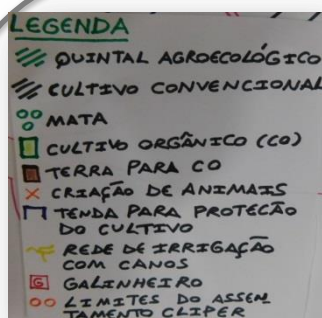 LEGENDA
QUINTAL AGROECOLÓGICO
CULTIVO CONVENCIONAL
MATA
CULTIVO ORGÂNICO (CO)
TERRA PARA CO
CRIAÇÃO DE ANIMAIS
TENDA PARA PROTECÃO
DO CULTIVO
REDE DE IRRIGAÇÃO
COM CANOS
G GALINHEIRO
LIMITES DO ASSEN
TAMENTO CLIPER